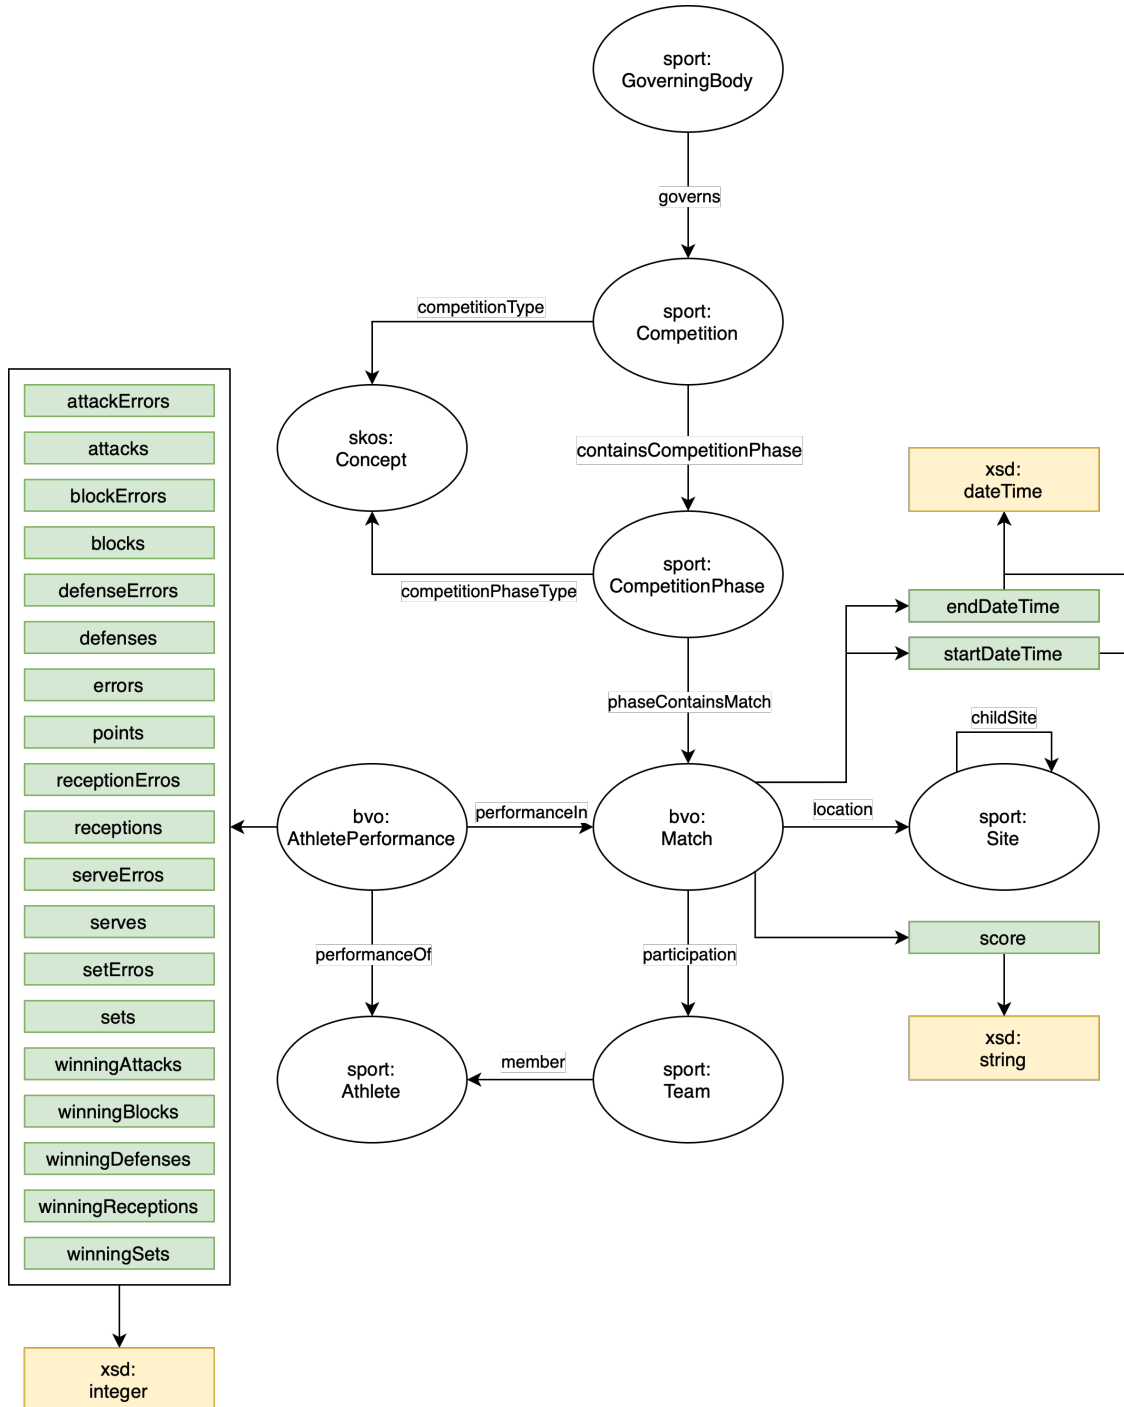 sport:
GoverningBody
governs
sport:
Competition
competitionType
skos:
Concept
containsCompetitionPhase
sport:
CompetitionPhase
competitionPhaseType
xsd:
dateTime
endDateTime
startDateTime
phaseContainsMatch
childSite
attackErrors
attacks
blockErrors
blocks
defenseErrors
defenses
errors
points
receptionErros
receptions
serveErros
serves
setErros
sets
winningAttacks
winningBlocks
winningDefenses
winningReceptions
winningSets
bvo:
AthletePerformance
performanceIn
bvo:
Match
location
sport:
Site
performanceOf
participation
score
sport:
Athlete
member
sport:
Team
xsd:
string
xsd:
integer